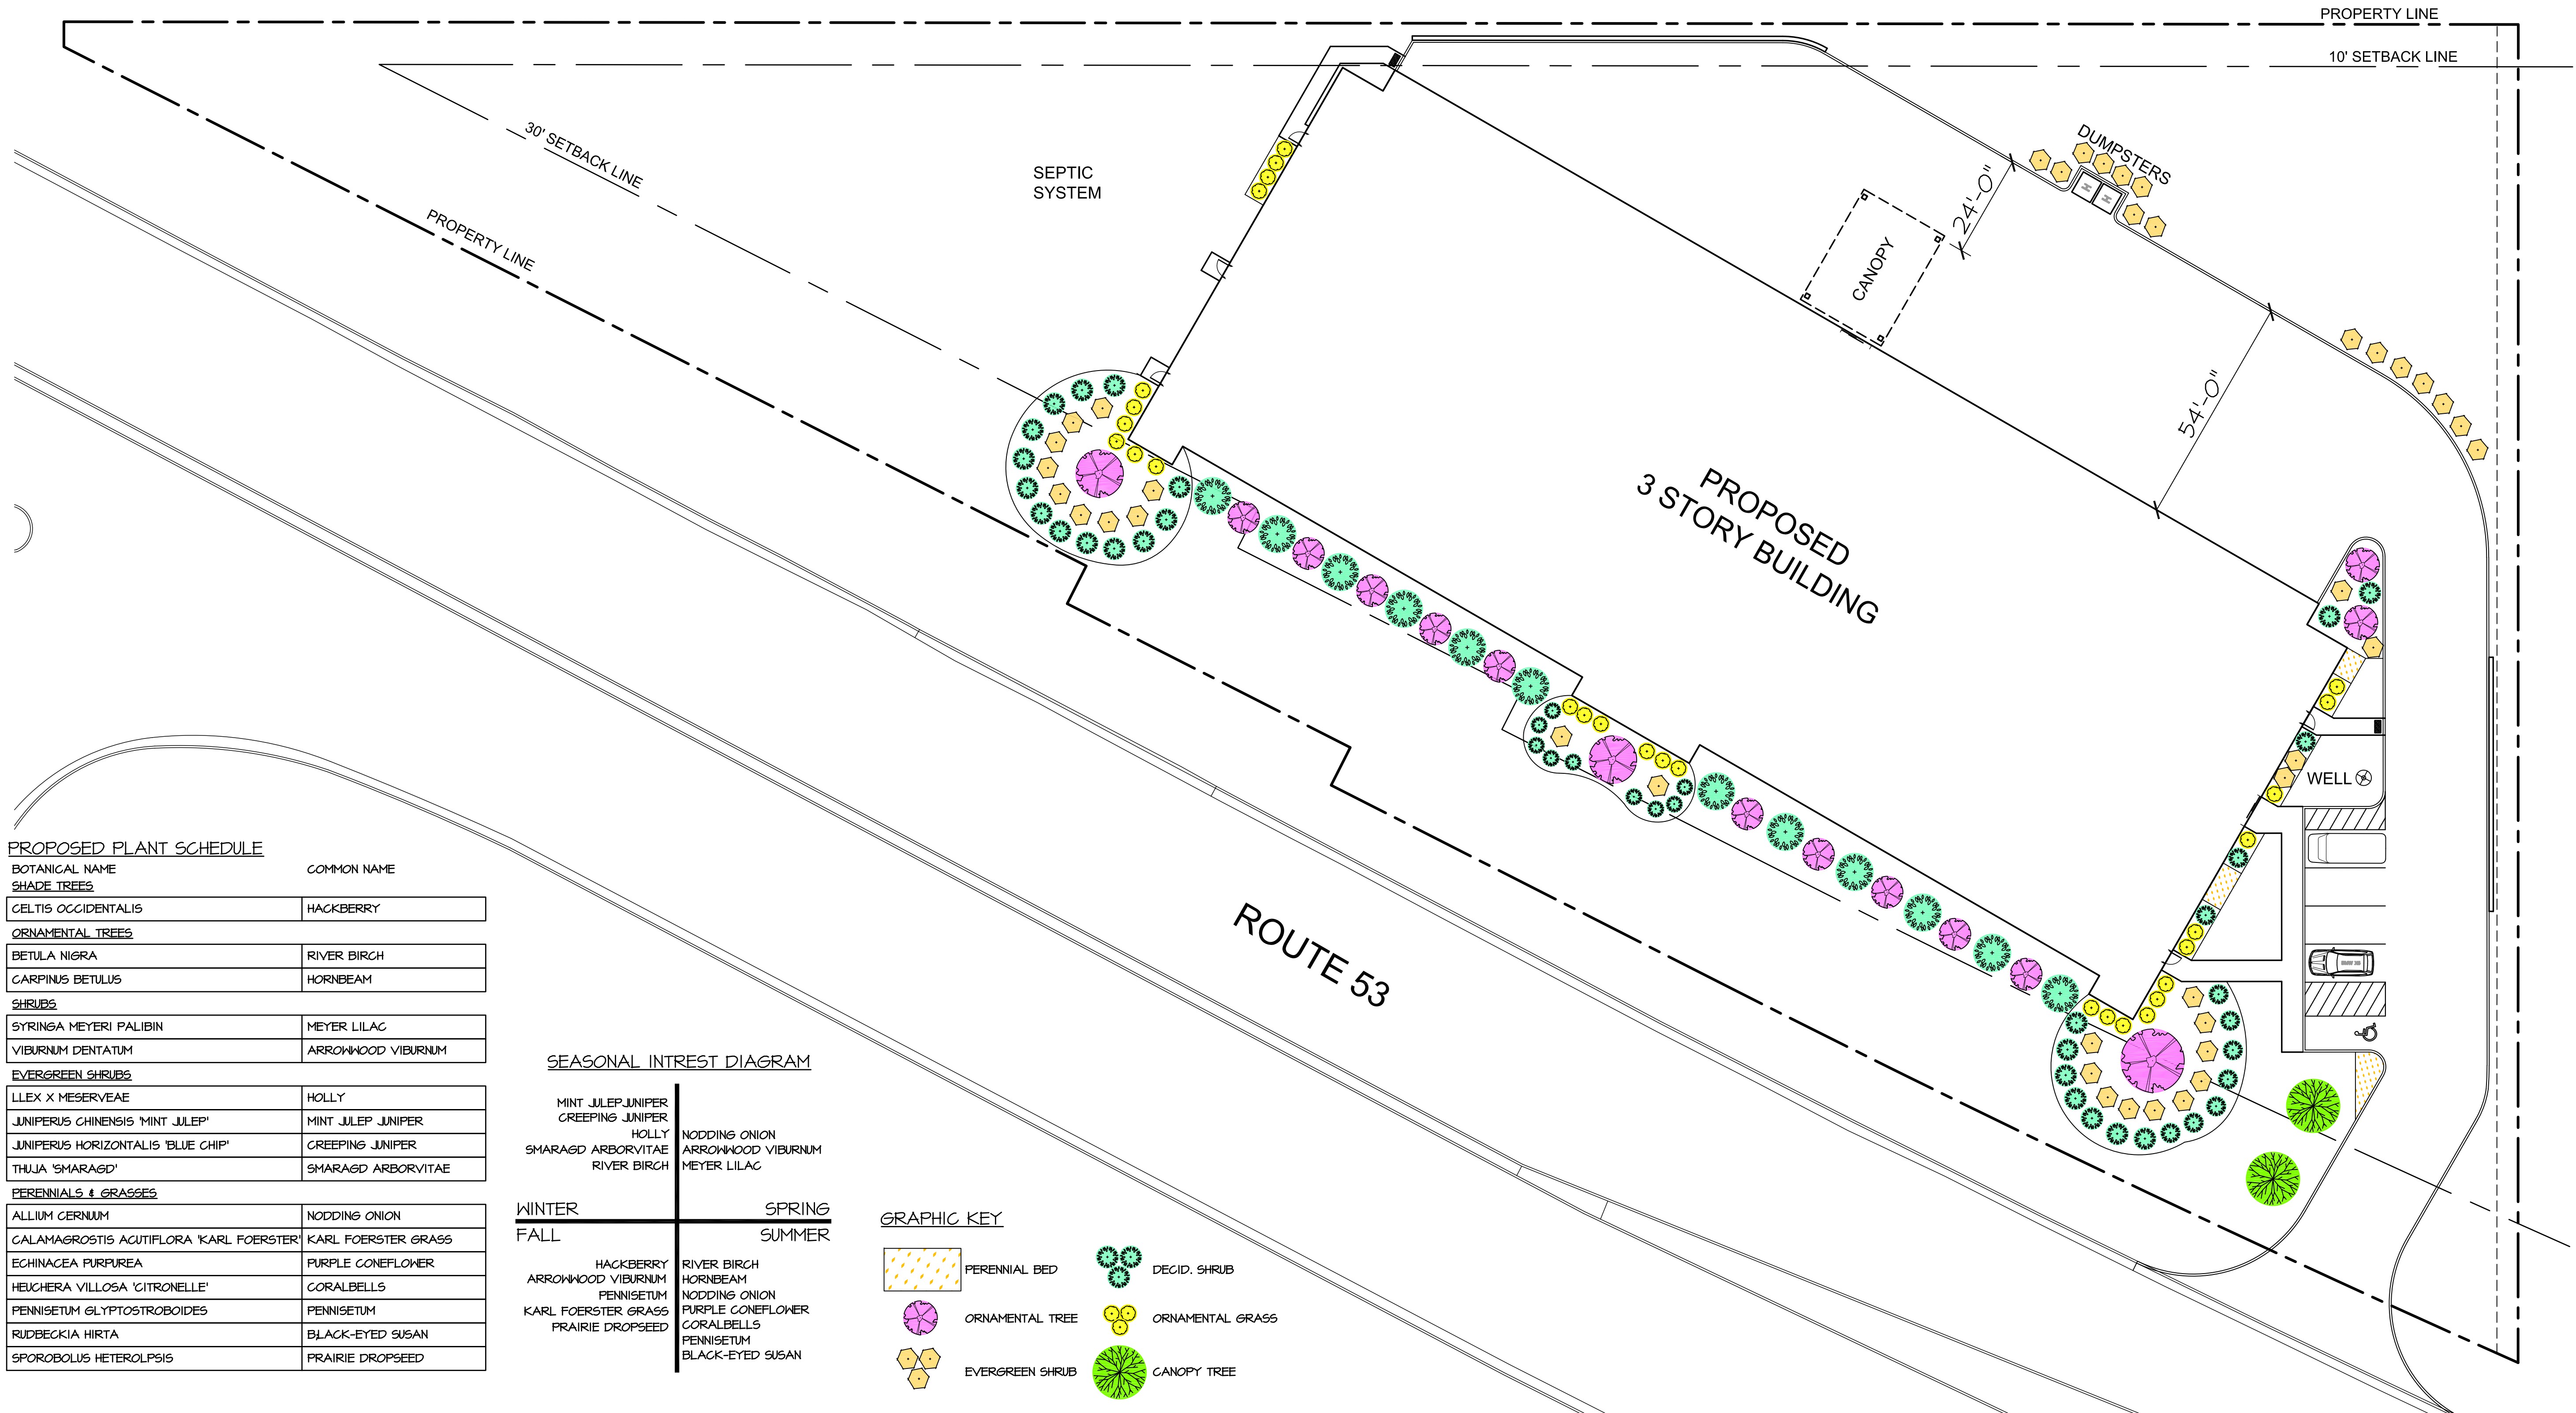 PROPERTY LINE
10' SETBACK LINE
30' SETBACK LINE
PROPERTY LINE
SEPTIC
SYSTEM
DUMPSTERS
H
H
24'-0"
CANOPY
54'-0"
PROPOSED
3 STORY BUILDING
WELL
ROUTE 53
PROPOSED PLANT SCHEDULE
BOTANICAL NAME COMMON NAME
SHADE TREES
CELTIS OCCIDENTALIS HACKBERRY
ORNAMENTAL TREES
BETULA NIGRA RIVER BIRCH
CARPINUS BETULUS HORNBEAM
SHRUBS
SYRINGA MEYERI PALIBIN MEYER LILAC
VIBURNUM DENTATUM ARROWWOOD VIBURNUM
EVERGREEN SHRUBS
LLEX X MESERVEAE HOLLY
JUNIPERUS CHINENSIS 'MINT JULEP' MINT JULEP JUNIPER
JUNIPERUS HORIZONTALIS 'BLUE CHIP' CREEPING JUNIPER
THUJA 'SMARAGD' SMARAGD ARBORVITAE
PERENNIALS & GRASSES
ALLIUM CERNUUM NODDING ONION
CALAMAGROSTIS ACUTIFLORA 'KARL FOERSTER' KARL FOERSTER GRASS
ECHINACEA PURPUREA PURPLE CONEFLOWER
HEUCHERA VILLOSA 'CITRONELLE' CORALBELLS
PENNISETUM GLYPTOSTROBOIDES PENNISETUM
RUDBECKIA HIRTA BLACK-EYED SUSAN
SPOROBOLUS HETEROLPSIS PRAIRIE DROPSEED
SEASONAL INTREST DIAGRAM
MINT JULEPJUNIPER
CREEPING JUNIPER
HOLLY
SMARAGD ARBORVITAE
RIVER BIRCH
NODDING ONION
ARROWWOOD VIBURNUM
MEYER LILAC
WINTER SPRING
FALL SUMMER
HACKBERRY
ARROWWOOD VIBURNUM
PENNISETUM
KARL FOERSTER GRASS
PRAIRIE DROPSEED
RIVER BIRCH
HORNBEAM
NODDING ONION
PURPLE CONEFLOWER
CORALBELLS
PENNISETUM
BLACK-EYED SUSAN
GRAPHIC KEY
PERENNIAL BED
DECID. SHRUB
ORNAMENTAL TREE
ORNAMENTAL GRASS
EVERGREEN SHRUB
CANOPY TREE